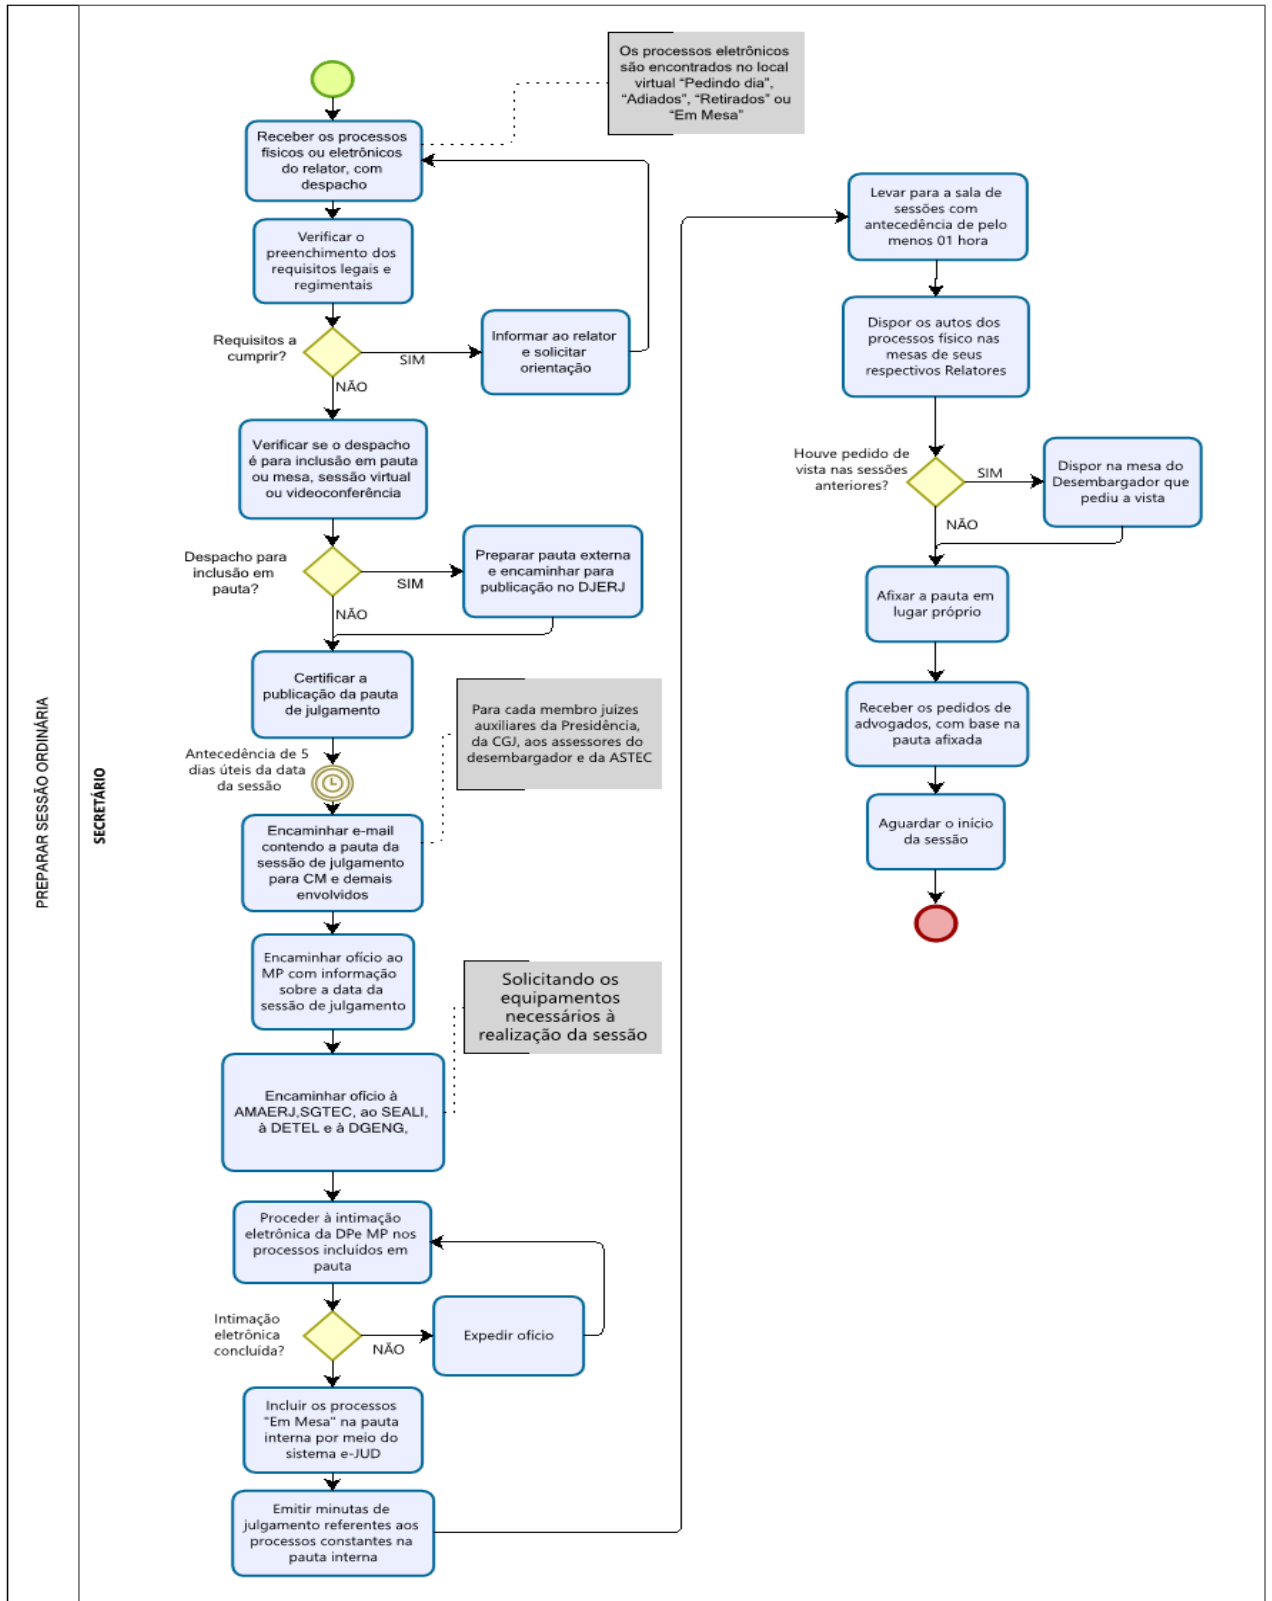 PREPARAR SESSÃO ORDINÁRIA
SECRETÁRIO
Os processos eletrônicos
são encontrados no local
virtual “Pedindo dia”,
“Adiados”, “Retirados” ou
“Em Mesa”
Receber os processos
físicos ou eletrônicos
do relator, com
despacho
Verificar o
preenchimento dos
requisitos legais e
regimentais
Requisitos a
cumprir?
SIM
Informar ao relator
e solicitar
orientação
NÃO
Verificar se o despacho
é para inclusão em pauta
ou mesa, sessão virtual
ou videoconferência
Despacho para
inclusão em
pauta?
SIM
Preparar pauta externa
e encaminhar para
publicação no DJERJ
NÃO
Certificar a
publicação da pauta
de julgamento
Antecedência de 5
dias úteis da data
da sessão
Para cada membro juízes
auxiliares da Presidência,
da CGJ, aos assessores do
desembargador e da ASTEC
Encaminhar e-mail
contendo a pauta da
sessão de julgamento
para CM e demais
envolvidos
Encaminhar ofício ao
MP com informação
sobre a data da
sessão de julgamento
Solicitando os
equipamentos
necessários à
realização da sessão
Encaminhar ofício à
AMAERJ,SGTEC, ao SEALI,
à DETEL e à DGENG,
Proceder à intimação
eletrônica da DPe MP nos
processos incluídos em
pauta
Intimação
eletrônica
concluída?
NÃO
Expedir ofício
Incluir os processos
"Em Mesa" na pauta
interna por meio do
sistema e-JUD
Emitir minutas de
julgamento referentes aos
processos constantes na
pauta interna
Levar para a sala de
sessões com
antecedência de pelo
menos 01 hora
Dispor os autos dos
processos físico nas
mesas de seus
respectivos Relatores
Houve pedido de
vista nas sessões
anteriores?
SIM
Dispor na mesa do
Desembargador que
pediu a vista
NÃO
Afixar a pauta em
lugar próprio
Receber os pedidos de
advogados, com base na
pauta afixada
Aguardar o início
da sessão